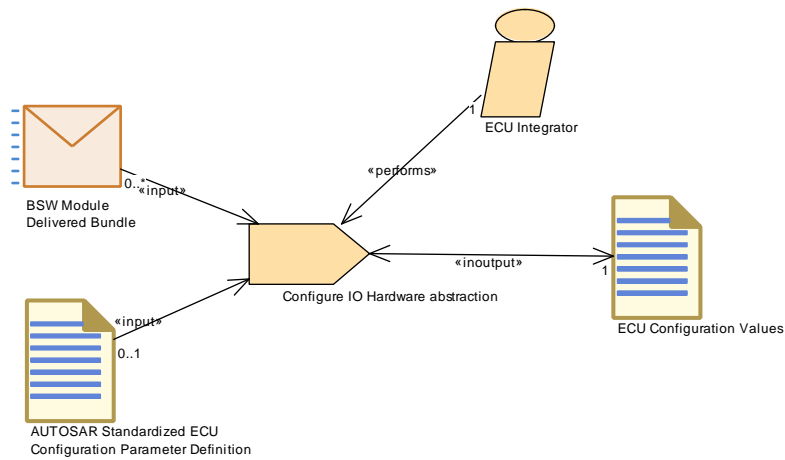 ECU Integrator
1
«performs»
BSW Module
Delivered Bundle
0..*
«input»
Configure IO Hardware abstraction
«inoutput»
1
ECU Configuration Values
«input»
0..1
AUTOSAR Standardized ECU
Configuration Parameter Definition